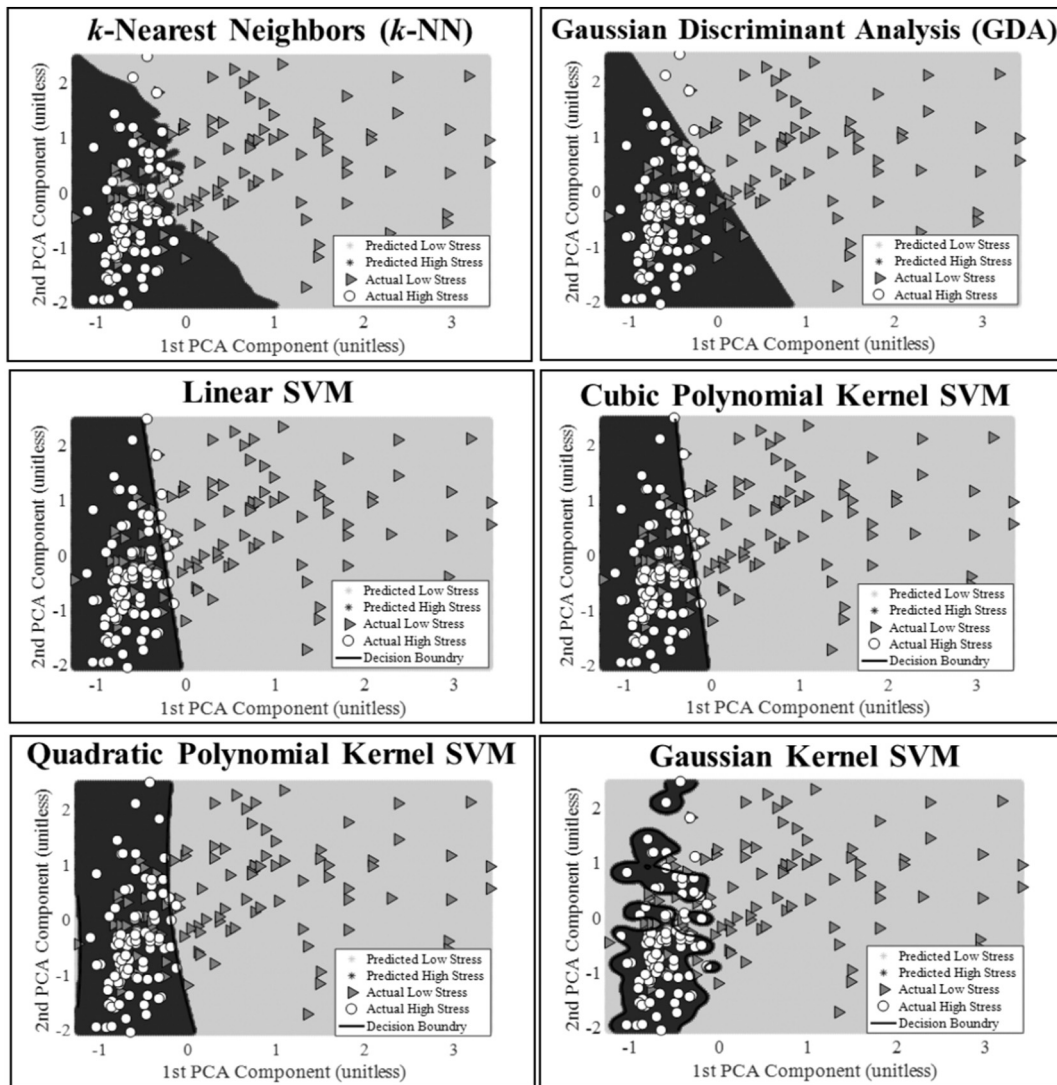 k-Nearest Neighbors (k-NN)
2nd PCA Component (unitless)
2
1
0
-1
-2
Predicted Low Stress
Predicted High Stress
Actual Low Stress
Actual High Stress
-1 0 1 2 3
1st PCA Component (unitless)
Gaussian Discriminant Analysis (GDA)
2nd PCA Component (unitless)
2
1
0
-1
-2
Predicted Low Stress
Predicted High Stress
Actual Low Stress
Actual High Stress
-1 0 1 2 3
1st PCA Component (unitless)
Linear SVM
2nd PCA Component (unitless)
2
1
0
-1
-2
Predicted Low Stress
Predicted High Stress
Actual Low Stress
Actual High Stress
Decision Boundry
-1 0 1 2 3
1st PCA Component (unitless)
Cubic Polynomial Kernel SVM
2nd PCA Component (unitless)
2
1
0
-1
-2
Predicted Low Stress
Predicted High Stress
Actual Low Stress
Actual High Stress
Decision Boundry
-1 0 1 2 3
1st PCA Component (unitless)
Quadratic Polynomial Kernel SVM
2nd PCA Component (unitless)
2
1
0
-1
-2
Predicted Low Stress
Predicted High Stress
Actual Low Stress
Actual High Stress
Decision Boundry
-1 0 1 2 3
1st PCA Component (unitless)
Gaussian Kernel SVM
2nd PCA Component (unitless)
2
1
0
-1
-2
Predicted Low Stress
Predicted High Stress
Actual Low Stress
Actual High Stress
Decision Boundry
-1 0 1 2 3
1st PCA Component (unitless)